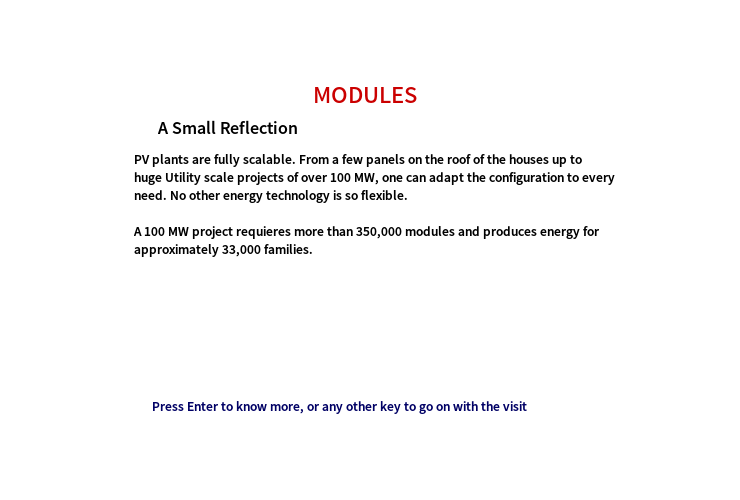 MODULES
A Small Reflection
PV plants are fully scalable. From a few panels on the roof of the houses up to
huge Utility scale projects of over 100 MW, one can adapt the configuration to every
need. No other energy technology is so flexible.
A 100 MW project requieres more than 350,000 modules and produces energy for
approximately 33,000 families.
Press Enter to know more, or any other key to go on with the visit